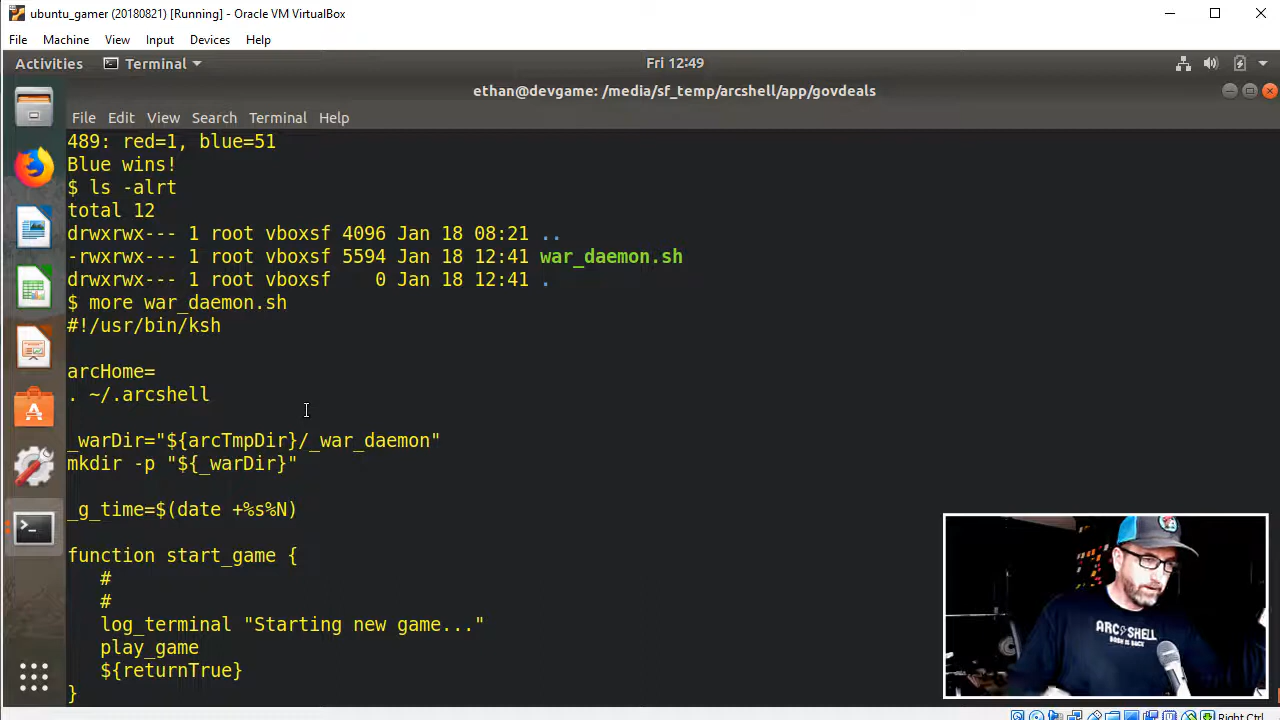 ubuntu_gamer (20180821) [Running] - Oracle VM VirtualBox
File Machine View Input Devices Help
Activities Terminal Fri 12:49
ethan@devgame: /media/sf_temp/arcshell/app/govdeals
File Edit View Search Terminal Help
489: red=1, blue=51
Blue wins!
$ ls -alrt
total 12
drwxrwx--- 1 root vboxsf 4096 Jan 18 08:21 ..
-rwxrwx--- 1 root vboxsf 5594 Jan 18 12:41 war_daemon.sh
drwxrwx--- 1 root vboxsf    0 Jan 18 12:41 .
$ more war_daemon.sh
#!/usr/bin/ksh
arcHome=
. ~/.arcshell
_warDir="${arcTmpDir}/_war_daemon"
mkdir -p "${_warDir}"
_g_time=$(date +%s%N)
function start_game {
   #
   #
   log_terminal "Starting new game..."
   play_game
   ${returnTrue}
}
ARC SHELL
BASH IS BACK
Right Ctrl